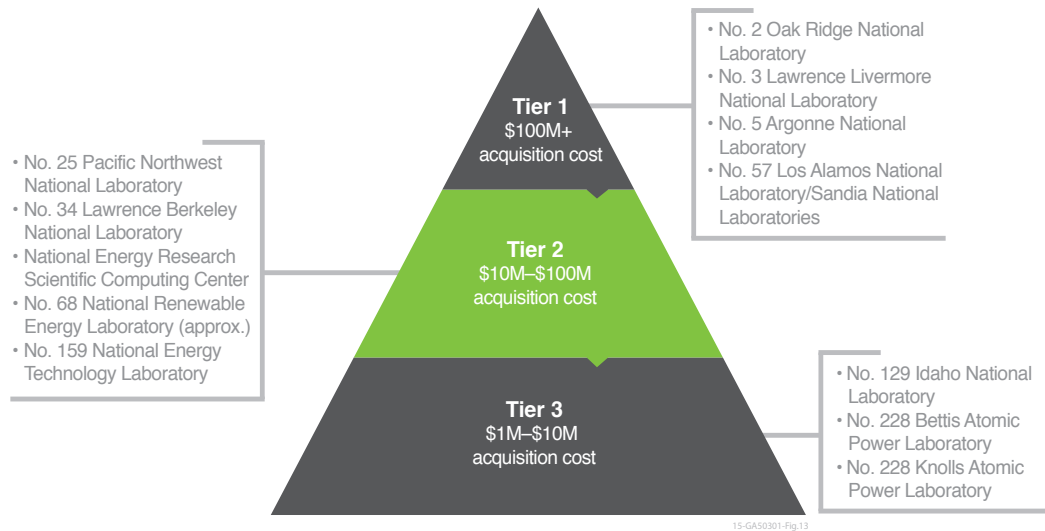 Tier 1
$100M+
acquisition cost
• No. 2 Oak Ridge National
Laboratory
• No. 3 Lawrence Livermore
National Laboratory
• No. 5 Argonne National
Laboratory
• No. 57 Los Alamos National
Laboratory/Sandia National
Laboratories
• No. 25 Pacific Northwest
National Laboratory
• No. 34 Lawrence Berkeley
National Laboratory
• National Energy Research
Scientific Computing Center
• No. 68 National Renewable
Energy Laboratory (approx.)
• No. 159 National Energy
Technology Laboratory
Tier 2
$10M–$100M
acquisition cost
Tier 3
$1M–$10M
acquisition cost
• No. 129 Idaho National
Laboratory
• No. 228 Bettis Atomic
Power Laboratory
• No. 228 Knolls Atomic
Power Laboratory
15-GA50301-Fig.13